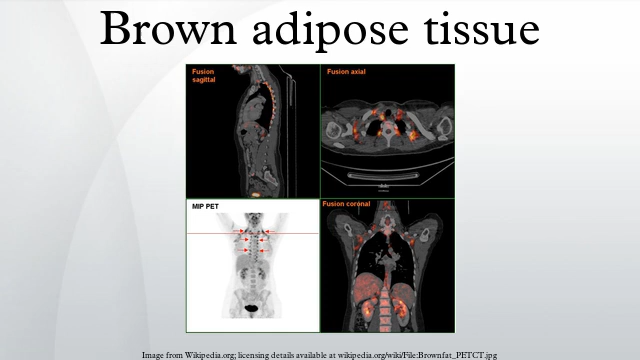 Brown adipose tissue
Fusion
sagittal
Fusion axial
MIP PET
Fusion coronal
Image from Wikipedia.org; licensing details available at wikipedia.org/wiki/File:Brownfat_PETCT.jpg